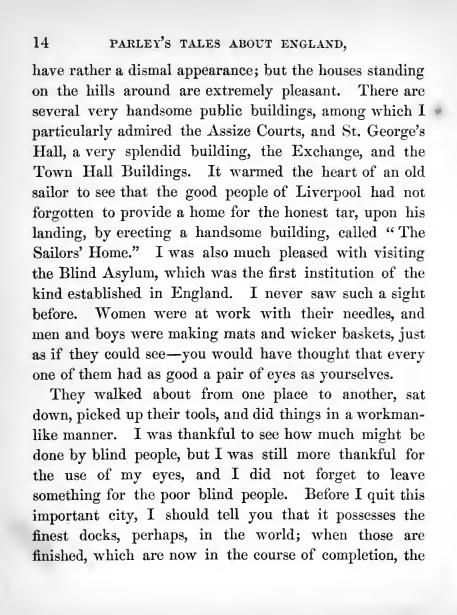 14 PARLEY'S TALES ABOUT ENGLAND,
have rather a dismal appearance; but the houses standing
on the hills around are extremely pleasant. There are
several very handsome public buildings, among which I
particularly admired the Assize Courts, and St. George's
Hall, a very splendid building, the Exchange, and the
Town Hall Buildings. It warmed the heart of an old
sailor to see that the good people of Liverpool had not
forgotten to provide a home for the honest tar, upon his
landing, by erecting a handsome building, called " The
Sailors' Home." I was also much pleased with visiting
the Blind Asylum, which was the first institution of the
kind established in England. I never saw such a sight
before. Women were at work with their needles, and
men and boys were making mats and wicker baskets, just
as if they could see—you would have thought that every
one of them had as good a pair of eyes as yourselves.
They walked about from one place to another, sat
down, picked up their tools, and did things in a workman-
like manner. I was thankful to see how much might be
done by blind people, but I was still more thankful for
the use of my eyes, and I did not forget to leave
something for the poor blind people. Before I quit this
important city, I should tell you that it possesses the
finest docks, perhaps, in the world; when those are
finished, which are now in the course of completion, the